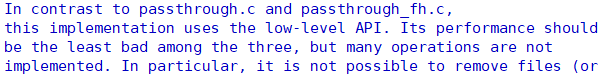 In contrast to passthrough.c and passthrough_fh.c,
this implementation uses the low-level API. Its performance should
be the least bad among the three, but many operations are not
implemented. In particular, it is not possible to remove files (or